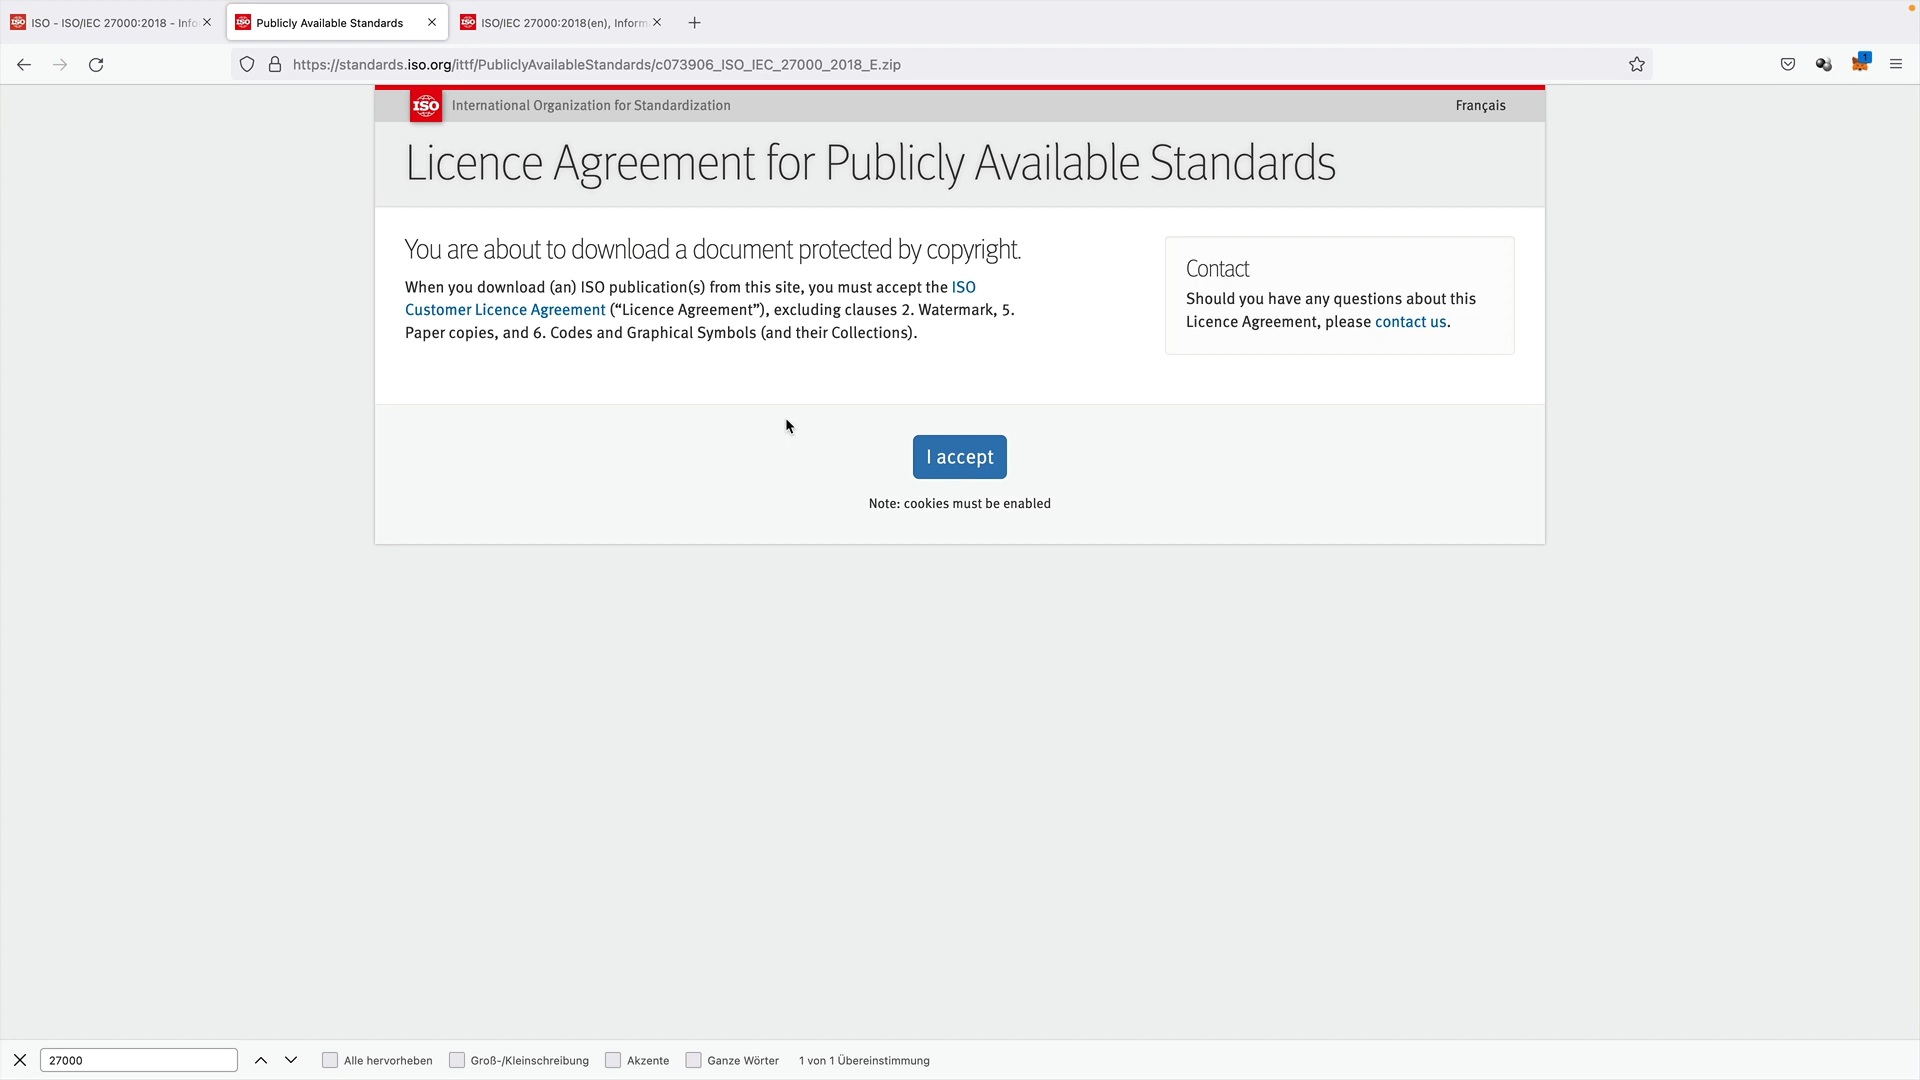 ISO - ISO/IEC 27000:2018 - Info
Publicly Available Standards
ISO/IEC 27000:2018(en), Inform
https://standards.iso.org/ittf/PubliclyAvailableStandards/c073906_ISO_IEC_27000_2018_E.zip
1
ISO
International Organization for Standardization
Français
Licence Agreement for Publicly Available Standards
You are about to download a document protected by copyright.
When you download (an) ISO publication(s) from this site, you must accept the ISO
Customer Licence Agreement (“Licence Agreement”), excluding clauses 2. Watermark, 5.
Paper copies, and 6. Codes and Graphical Symbols (and their Collections).
Contact
Should you have any questions about this
Licence Agreement, please contact us.
I accept
Note: cookies must be enabled
27000
Alle hervorheben
Groß-/Kleinschreibung
Akzente
Ganze Wörter
1 von 1 Übereinstimmung